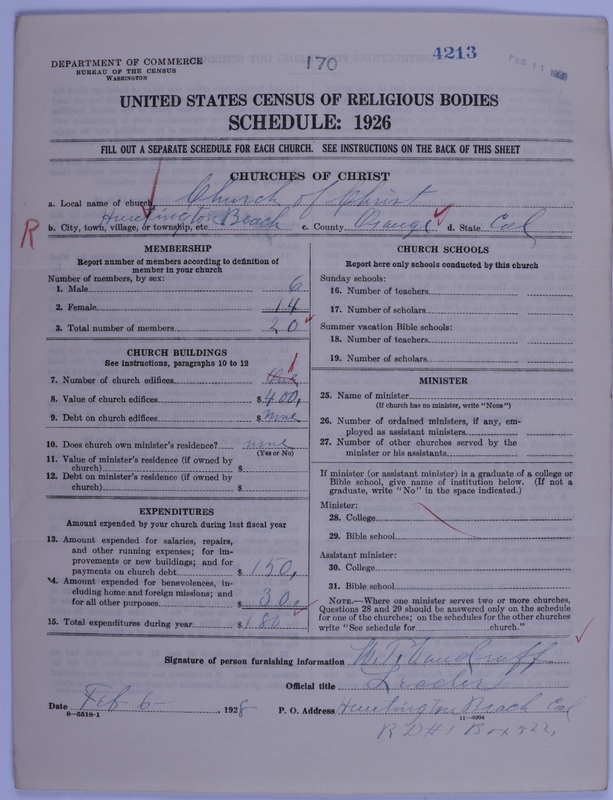 DEPARTMENT OF COMMERCE
BUREAU OF THE CENSUS
WASHINGTON
170
4213
FEB 11
UNITED STATES CENSUS OF RELIGIOUS BODIES
SCHEDULE: 1926
FILL OUT A SEPARATE SCHEDULE FOR EACH CHURCH. SEE INSTRUCTIONS ON THE BACK OF THIS SHEET
CHURCHES OF CHRIST
a. Local name of church Church of Christ
R b. City, town, village, or township, etc. Huntington Beach c. County Orange d. State Cal
MEMBERSHIP
Report number of members according to definition of
member in your church
Number of members, by sex:
1. Male 6
2. Female 14
3. Total number of members 20
CHURCH BUILDINGS
See instructions, paragraphs 10 to 12
1
7. Number of church edifices
8. Value of church edifices $400,
9. Debt on church edifices $ None
10. Does church own minister's residence? none
(Yes or No)
11. Value of minister's residence (if owned by
church) $
12. Debt on minister's residence (if owned by
church) $
EXPENDITURES
Amount expended by your church during last fiscal year
13. Amount expended for salaries, repairs,
and other running expenses; for im-
provements or new buildings; and for
payments on church debt $150,
14. Amount expended for benevolences, in-
cluding home and foreign missions; and
for all other purposes $30,
15. Total expenditures during year $180
CHURCH SCHOOLS
Report here only schools conducted by this church
Sunday schools:
16. Number of teachers
17. Number of scholars
Summer vacation Bible schools:
18. Number of teachers
19. Number of scholars
MINISTER
25. Name of minister
(If church has no minister, write "None")
26. Number of ordained ministers, if any, em-
ployed as assistant ministers
27. Number of other churches served by the
minister or his assistants
If minister (or assistant minister) is a graduate of a college or
Bible school, give name of institution below. (If not a
graduate, write "No" in the space indicated.)
Minister:
28. College
29. Bible school
Assistant minister:
30. College
31. Bible school
NOTE.—Where one minister serves two or more churches,
Questions 28 and 29 should be answered only on the schedule
for one of the churches; on the schedules for the other churches
write "See schedule for church."
Signature of person furnishing information
Official title Leader
Date Feb-6- 1928 P. O. Address Huntington Beach Cal
8—5518-1 11—9204
R D #1 Box 322,